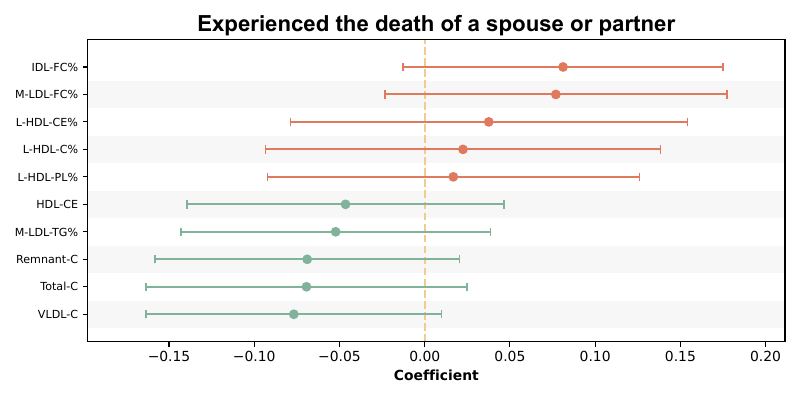 Experienced the death of a spouse or partner
IDL-FC%
M-LDL-FC%
L-HDL-CE%
L-HDL-C%
L-HDL-PL%
HDL-CE
M-LDL-TG%
Remnant-C
Total-C
VLDL-C
−0.15 −0.10 −0.05 0.00 0.05 0.10 0.15 0.20
Coefficient